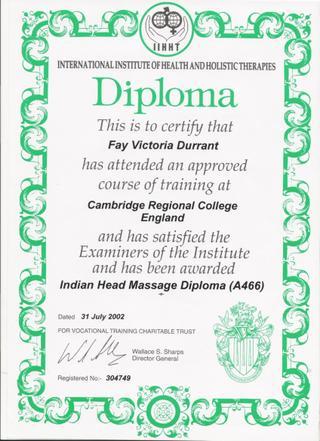 IIHHT
INTERNATIONAL INSTITUTE OF HEALTH AND HOLISTIC THERAPIES
Diploma
This is to certify that
Fay Victoria Durrant
has attended an approved
course of training at
Cambridge Regional College
England
and has satisfied the
Examiners of the Institute
and has been awarded
Indian Head Massage Diploma (A466)
Dated 31 July 2002
FOR VOCATIONAL TRAINING CHARITABLE TRUST
Wallace S. Sharps
Director General
Registered No:- 304749